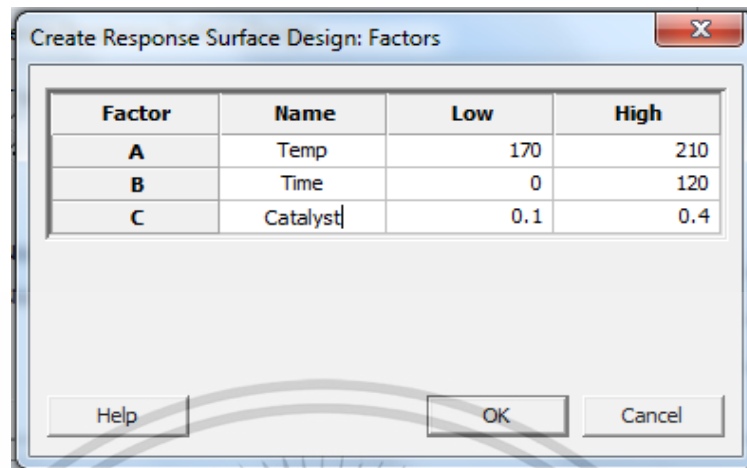 Create Response Surface Design: Factors
Factor Name Low High
A Temp 170 210
B Time 0 120
C Catalyst 0.1 0.4
Help OK Cancel